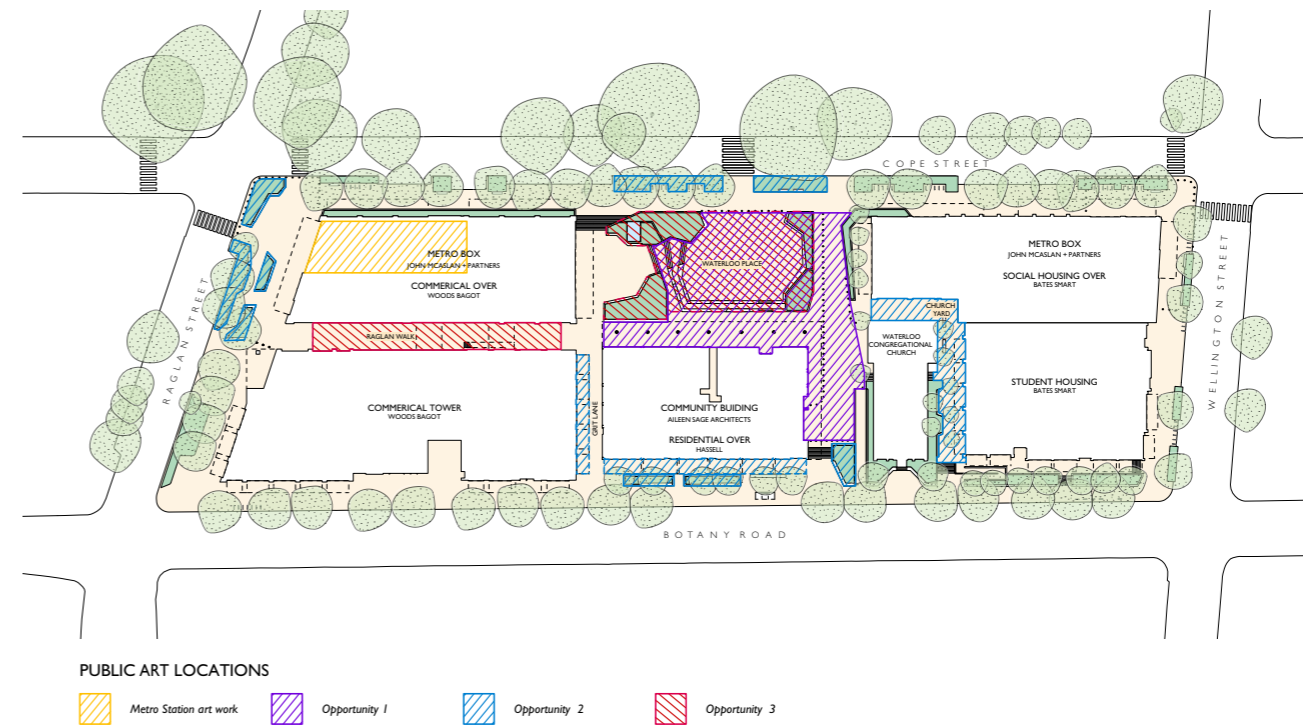 COPE STREET
METRO BOX
JOHN MCASLAN + PARTNERS
COMMERICAL OVER
WOODS BAGOT
WATERLOO PLACE
METRO BOX
JOHN MCASLAN + PARTNERS
SOCIAL HOUSING OVER
BATES SMART
CHURCH
YARD
RAGLAN STREET
RAGLAN WALK
WATERLOO
CONGREGATIONAL
CHURCH
WELLINGTON STREET
COMMERICAL TOWER
WOODS BAGOT
GRIT LANE
COMMUNITY BUIDING
AILEEN SAGE ARCHITECTS
RESIDENTIAL OVER
HASSELL
STUDENT HOUSING
BATES SMART
BOTANY ROAD
PUBLIC ART LOCATIONS
Metro Station art work
Opportunity 1
Opportunity 2
Opportunity 3